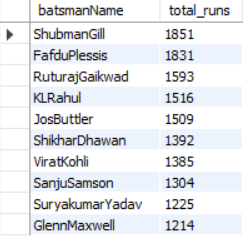 batsmanName total_runs
ShubmanGill 1851
FafduPlessis 1831
RuturajGaikwad 1593
KLRahul 1516
JosButtler 1509
ShikharDhawan 1392
ViratKohli 1385
SanjuSamson 1304
SuryakumarYadav 1225
GlennMaxwell 1214